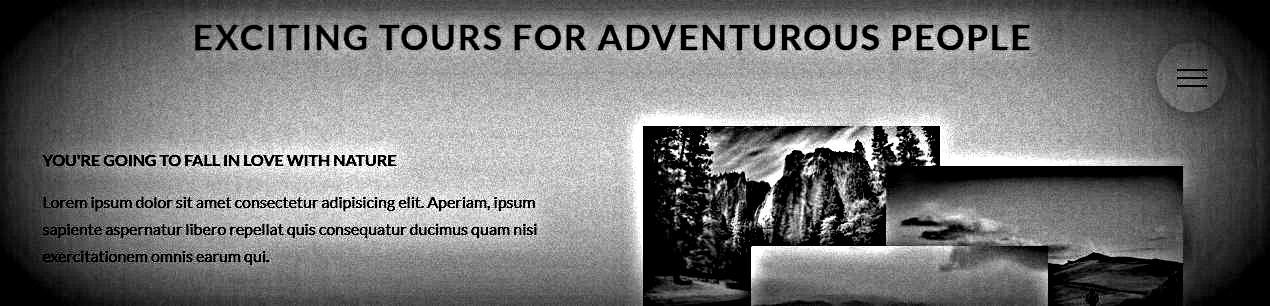 EXCITING TOURS FOR ADVENTUROUS PEOPLE
YOU'RE GOING TO FALL IN LOVE WITH NATURE
Lorem ipsum dolor sit amet consectetur adipisicing elit. Aperiam, ipsum
sapiente aspernatur libero repellat quis consequatur ducimus quam nisi
exercitationem omnis earum qui.